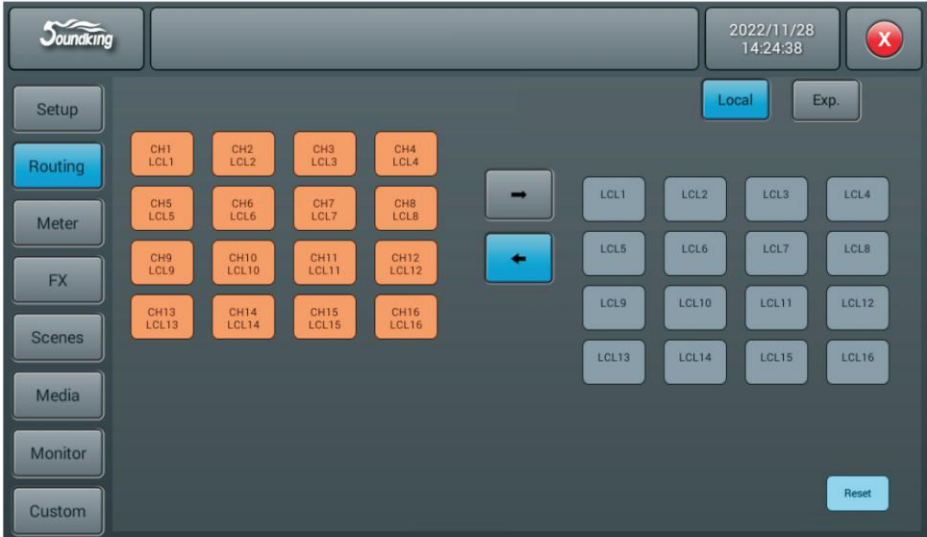 Soundking
2022/11/28
14:24:38
X
Local
Exp.
Setup
Routing
Meter
FX
Scenes
Media
Monitor
Custom
CH1
LCL1
CH2
LCL2
CH3
LCL3
CH4
LCL4
CH5
LCL5
CH6
LCL6
CH7
LCL7
CH8
LCL8
CH9
LCL9
CH10
LCL10
CH11
LCL11
CH12
LCL12
CH13
LCL13
CH14
LCL14
CH15
LCL15
CH16
LCL16
LCL1
LCL2
LCL3
LCL4
LCL5
LCL6
LCL7
LCL8
LCL9
LCL10
LCL11
LCL12
LCL13
LCL14
LCL15
LCL16
Reset